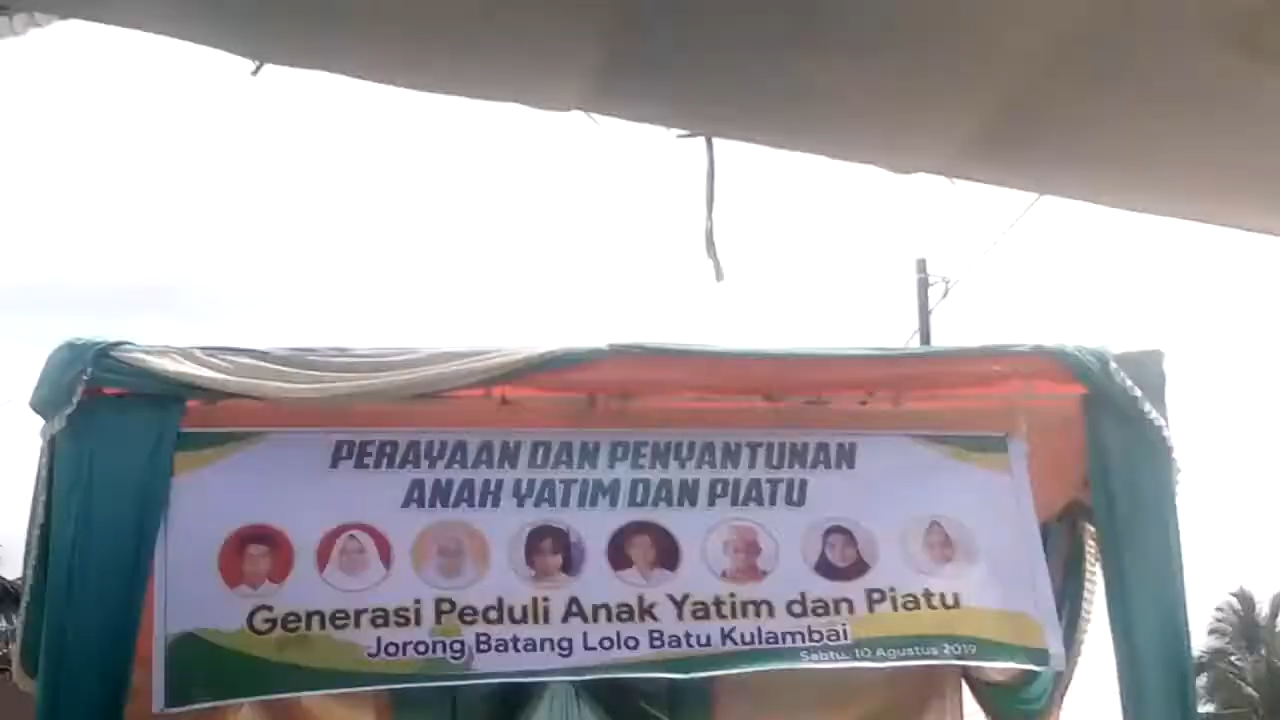 PERAYAAN DAN PENYANTUNAN
ANAK YATIM DAN PIATU
Generasi Peduli Anak Yatim dan Piatu
Jorong Batang Lolo Batu Kulambai
Sabtu, 10 Agustus 2019